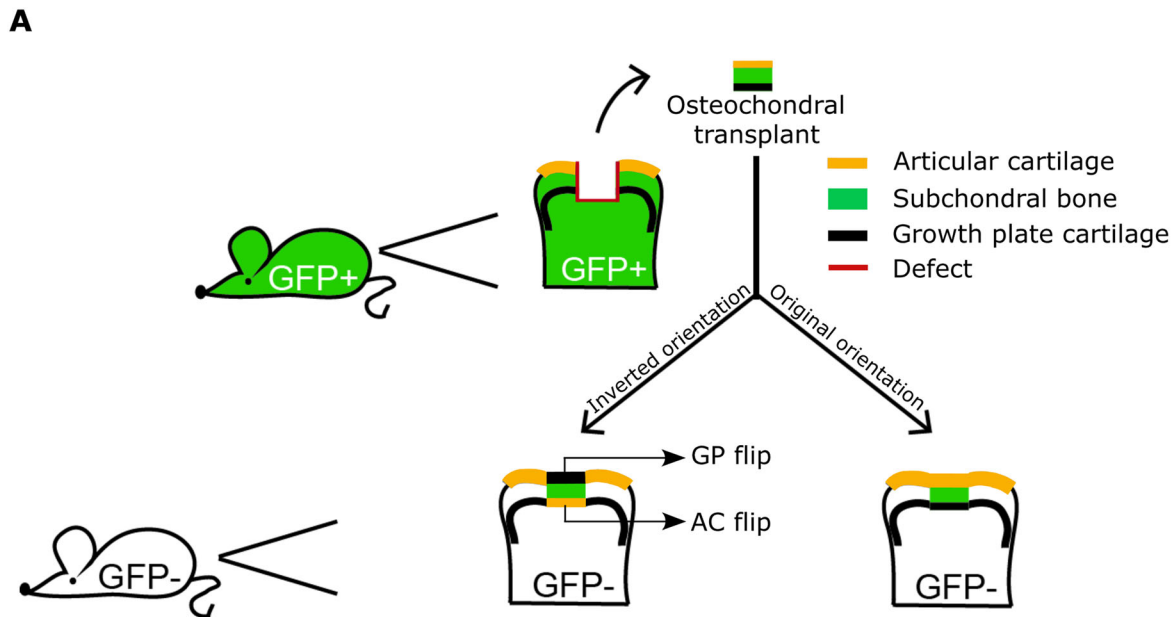 A
Osteochondral
transplant
Articular cartilage
Subchondral bone
Growth plate cartilage
Defect
GFP+
GFP+
Inverted orientation
Original orientation
GP flip
AC flip
GFP-
GFP-
GFP-